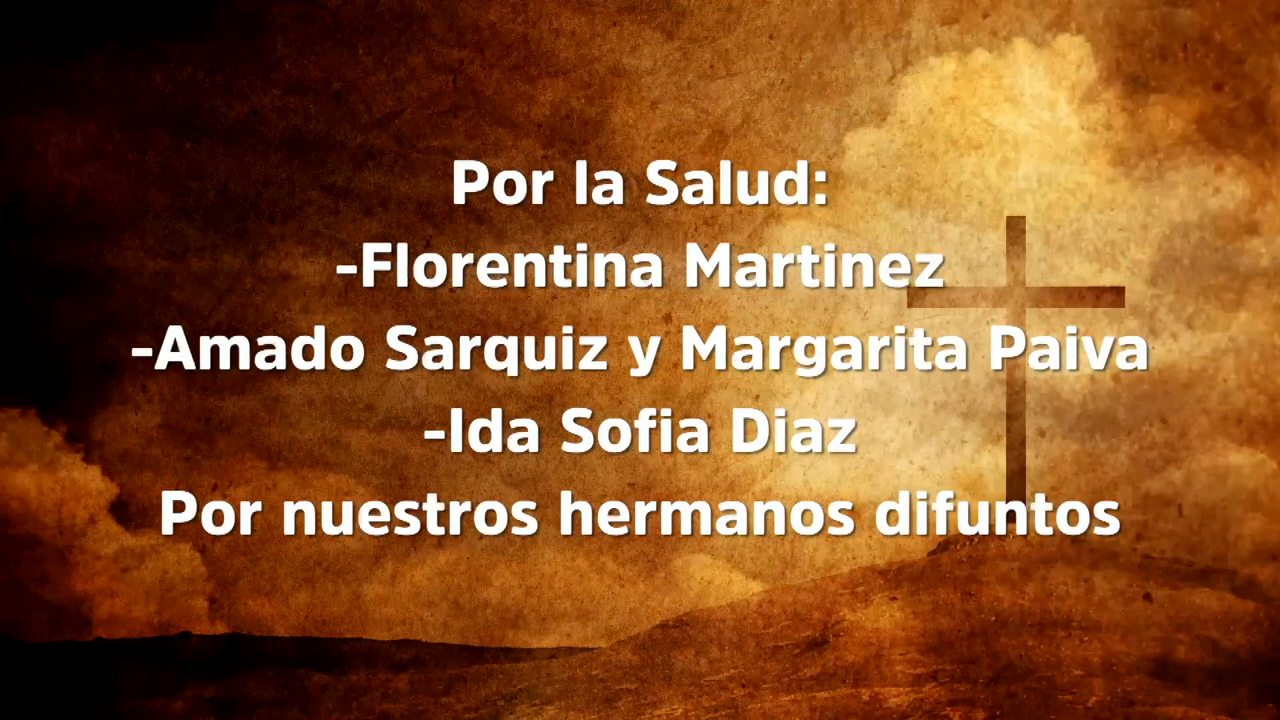 Por la Salud:
-Florentina Martinez
-Amado Sarquiz y Margarita Paiva
-Ida Sofia Diaz
Por nuestros hermanos difuntos